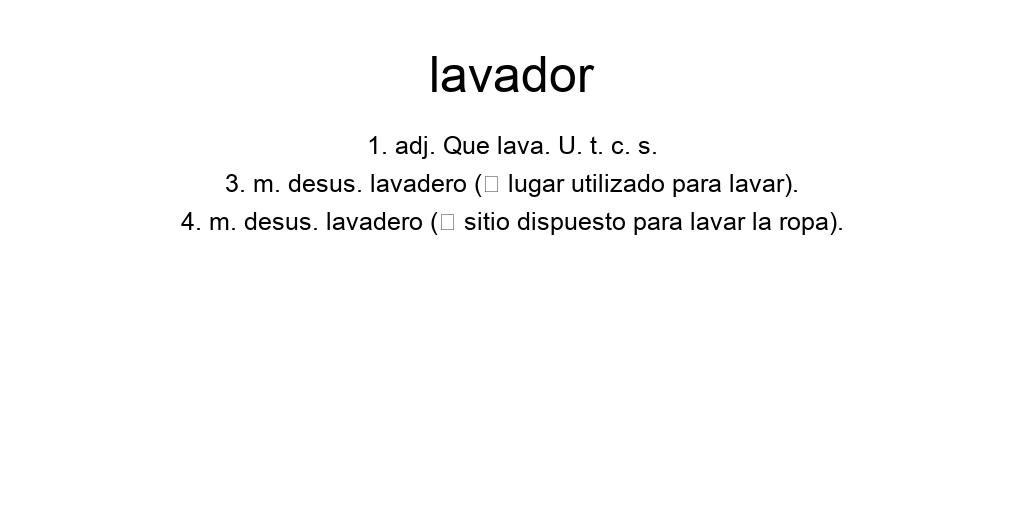 lavador
1. adj. Que lava. U. t. c. s.
3. m. desus. lavadero (▯ lugar utilizado para lavar).
4. m. desus. lavadero (▯ sitio dispuesto para lavar la ropa).